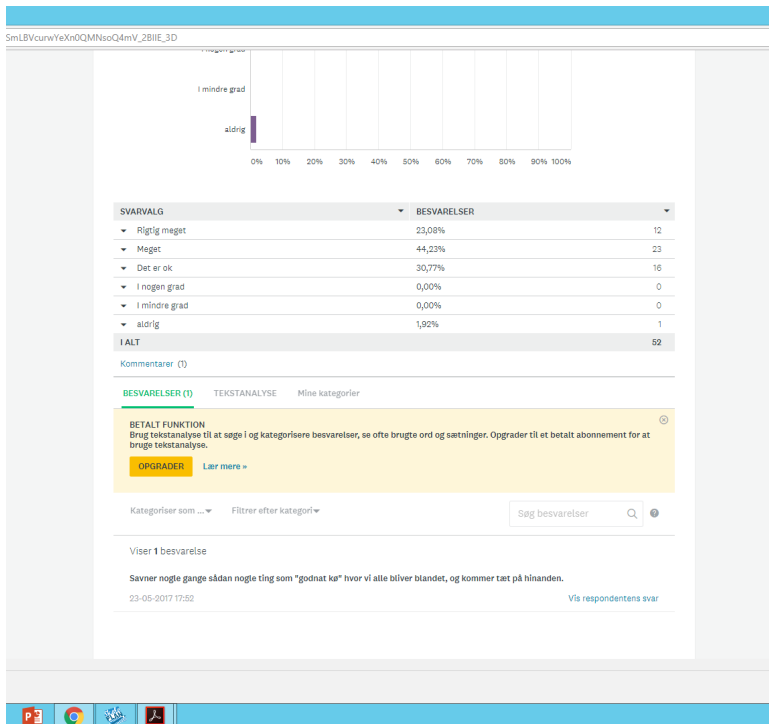 SmLBVcurwYeXn0QMNsoQ4mV_2BIIE_3D
I nogen grad
I mindre grad
aldrig
0% 10% 20% 30% 40% 50% 60% 70% 80% 90% 100%
SVARVALG BESVARELSER
Rigtig meget 23,08% 12
Meget 44,23% 23
Det er ok 30,77% 16
I nogen grad 0,00% 0
I mindre grad 0,00% 0
aldrig 1,92% 1
I ALT 52
Kommentarer (1)
BESVARELSER (1) TEKSTANALYSE Mine kategorier
BETALT FUNKTION
Brug tekstanalyse til at søge i og kategorisere besvarelser, se ofte brugte ord og sætninger. Opgrader til et betalt abonnement for at
bruge tekstanalyse.
OPGRADER Lær mere »
Kategoriser som ... Filtrer efter kategori Søg besvarelser
Viser 1 besvarelse
Savner nogle gange sådan nogle ting som "godnat kø" hvor vi alle bliver blandet, og kommer tæt på hinanden.
23-05-2017 17:52 Vis respondentens svar
PLAN